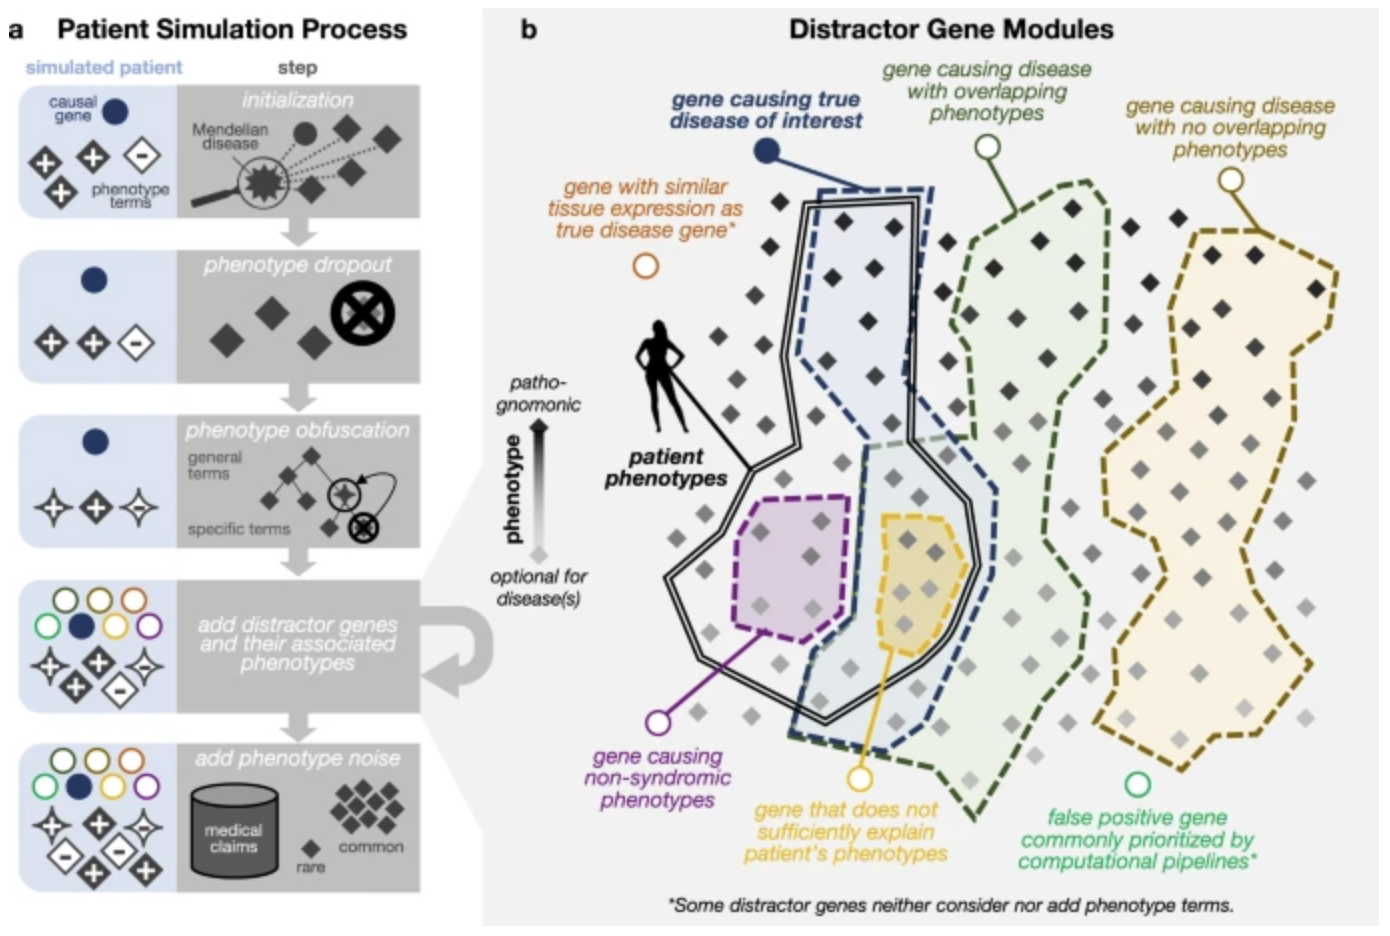 a Patient Simulation Process
simulated patient step
causal
gene
phenotype
terms
initialization
Mendelian
disease
phenotype dropout
phenotype obfuscation
general
terms
specific terms
add distractor genes
and their associated
phenotypes
add phenotype noise
medical
claims
rare
common
b Distractor Gene Modules
gene causing true
disease of interest
gene causing disease
with overlapping
phenotypes
gene causing disease
with no overlapping
phenotypes
gene with similar
tissue expression as
true disease gene*
patho-
gnomonic
phenotype
optional for
disease(s)
patient
phenotypes
gene causing
non-syndromic
phenotypes
gene that does not
sufficiently explain
patient's phenotypes
false positive gene
commonly prioritized by
computational pipelines*
*Some distractor genes neither consider nor add phenotype terms.